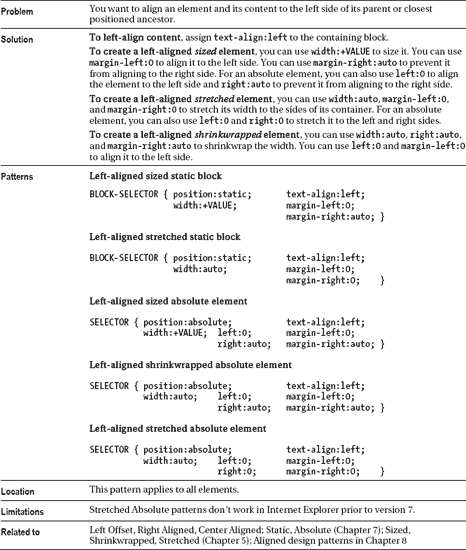 Problem
You want to align an element and its content to the left side of its parent or closest
positioned ancestor.
Solution
To left-align content, assign text-align:left to the containing block.
To create a left-aligned sized element, you can use width:+VALUE to size it. You can use
margin-left:0 to align it to the left side. You can use margin-right:auto to prevent it
from aligning to the right side. For an absolute element, you can also use left:0 to align
the element to the left side and right:auto to prevent it from aligning to the right side.
To create a left-aligned stretched element, you can use width:auto, margin-left:0,
and margin-right:0 to stretch its width to the sides of its container. For an absolute
element, you can also use left:0 and right:0 to stretch it to the left and right sides.
To create a left-aligned shrinkwrapped element, you can use width:auto, right:auto,
and margin-right:auto to shrinkwrap the width. You can use left:0 and margin-left:0
to align it to the left side.
Patterns
Left-aligned sized static block
BLOCK-SELECTOR { position:static; text-align:left;
width:+VALUE; margin-left:0;
margin-right:auto; }
Left-aligned stretched static block
BLOCK-SELECTOR { position:static; text-align:left;
width:auto; margin-left:0;
margin-right:0; }
Left-aligned sized absolute element
SELECTOR { position:absolute; text-align:left;
width:+VALUE; left:0; margin-left:0;
right:auto; margin-right:auto; }
Left-aligned shrinkwrapped absolute element
SELECTOR { position:absolute; text-align:left;
width:auto; left:0; margin-left:0;
right:auto; margin-right:auto; }
Left-aligned stretched absolute element
SELECTOR { position:absolute; text-align:left;
width:auto; left:0; margin-left:0;
right:0; margin-right:0; }
Location
This pattern applies to all elements.
Limitations
Stretched Absolute patterns don't work in Internet Explorer prior to version 7.
Related to
Left Offset, Right Aligned, Center Aligned; Static, Absolute (Chapter 7); Sized,
Shrinkwrapped, Stretched (Chapter 5); Aligned design patterns in Chapter 8